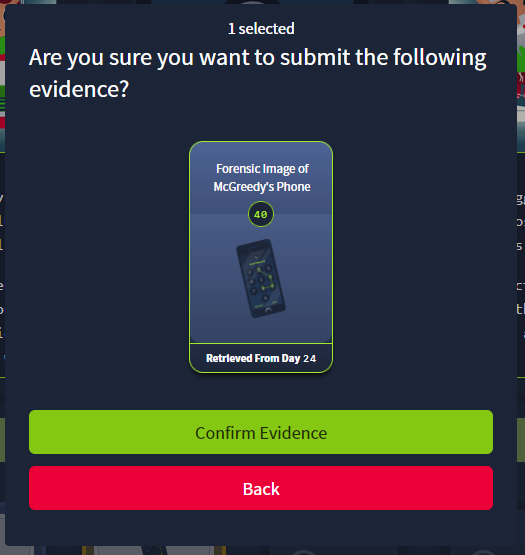 1 selected
Are you sure you want to submit the following
evidence?
Forensic Image of
McGreedy's Phone
40
Retrieved From Day 24
Confirm Evidence
Back